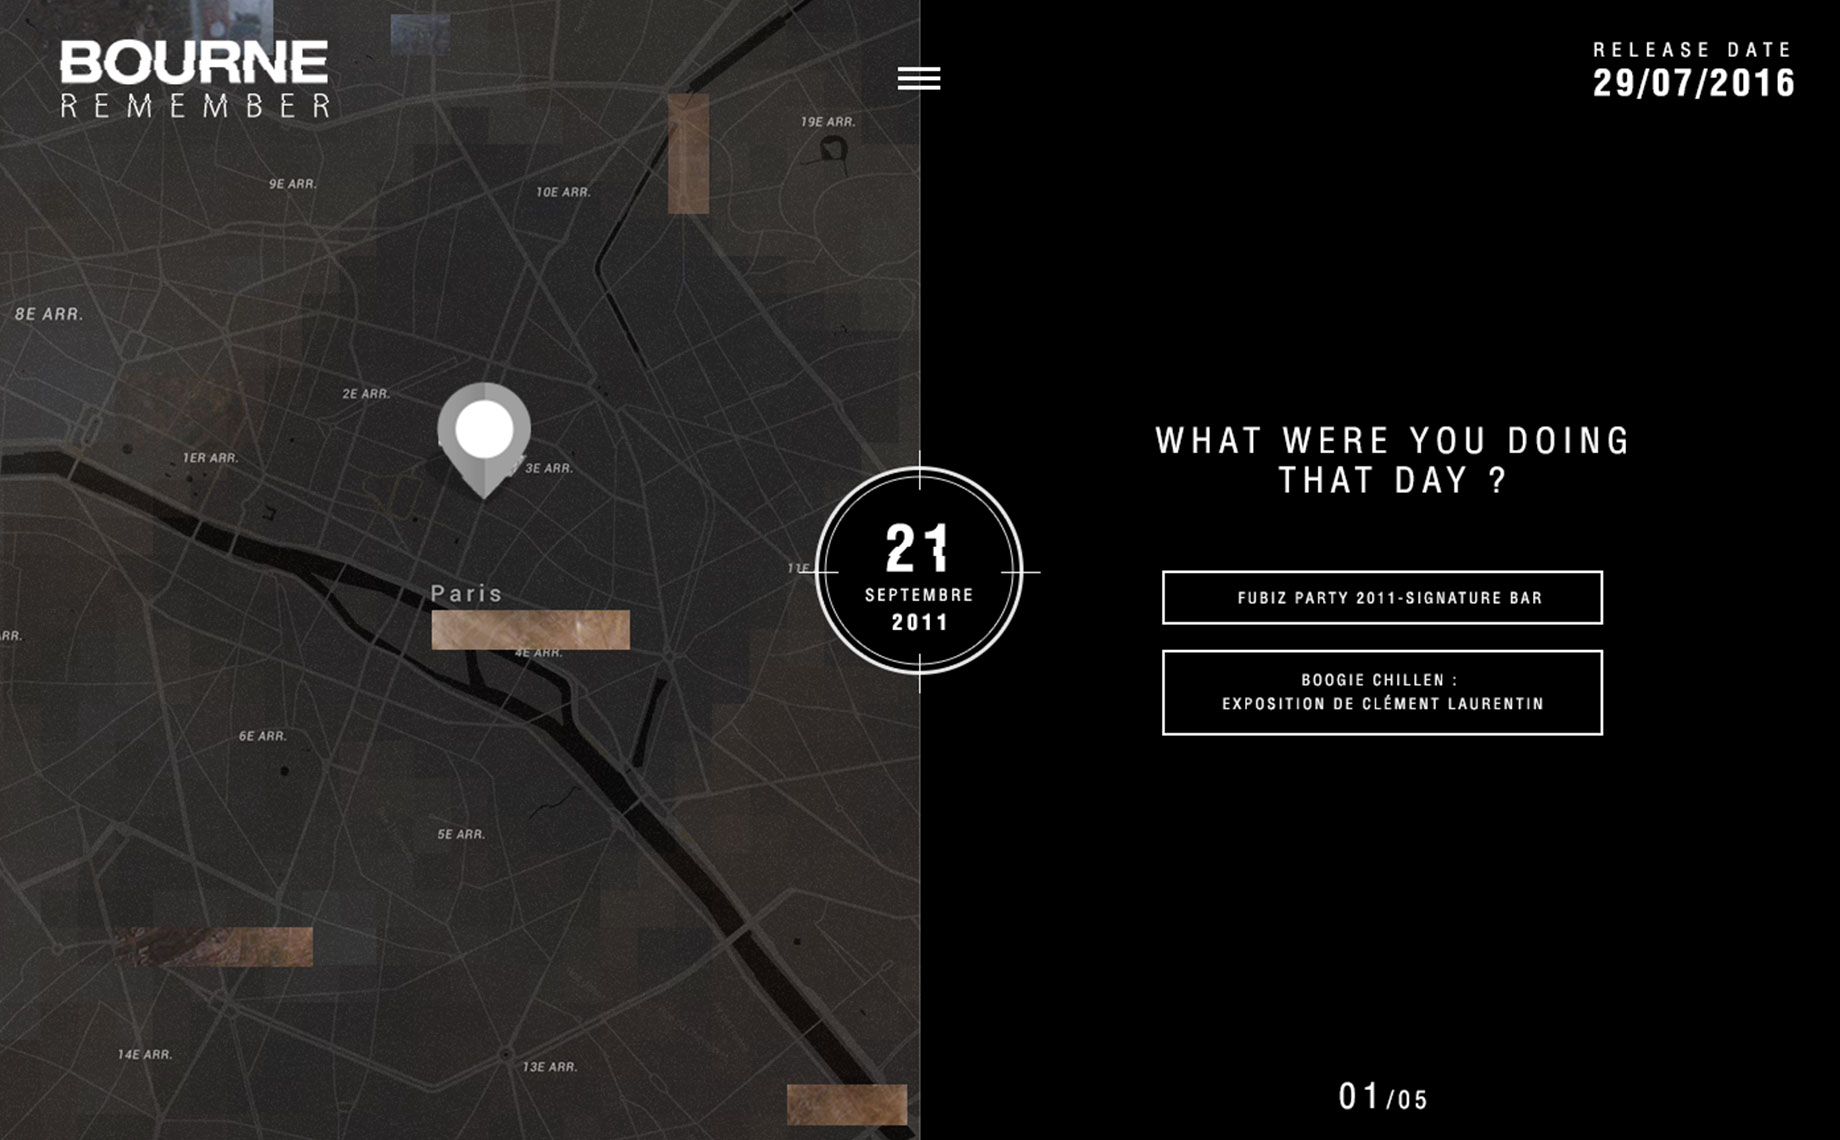 BOURNE
REMEMBER
RELEASE DATE
29/07/2016
19E ARR.
9E ARR.
10E ARR.
8E ARR.
2E ARR.
1ER ARR.
3E ARR.
Paris
4E ARR.
11E
RR.
6E ARR.
5E ARR.
14E ARR.
13E ARR.
21
SEPTEMBRE
2011
WHAT WERE YOU DOING
THAT DAY ?
FUBIZ PARTY 2011-SIGNATURE BAR
BOOGIE CHILLEN :
EXPOSITION DE CLÉMENT LAURENTIN
01/05